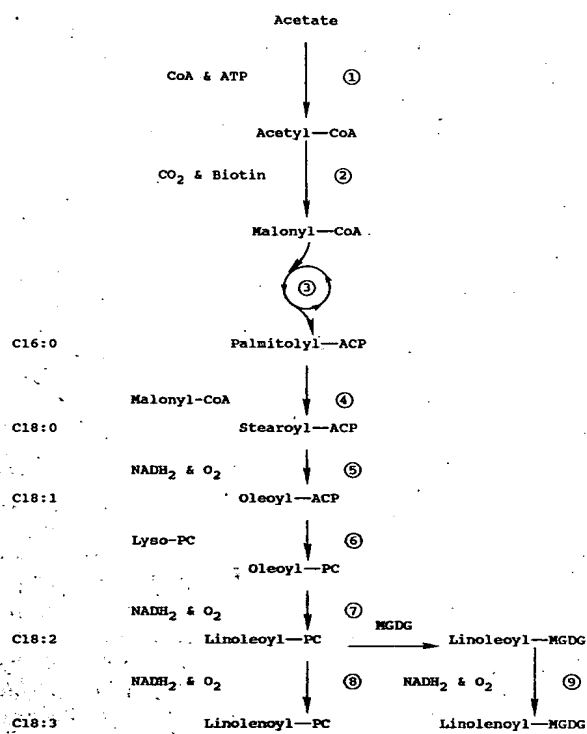 Acetate
CoA & ATP ①
Acetyl—CoA
CO₂ & Biotin ②
Malonyl—CoA
③
C16:0 Palmitolyl—ACP
Malonyl-CoA ④
C18:0 Stearoyl—ACP
NADH₂ & O₂ ⑤
C18:1 Oleoyl—ACP
Lyso-PC ⑥
Oleoyl—PC
NADH₂ & O₂ ⑦ MGDG
C18:2 Linoleoyl—PC Linoleoyl—MGDG
NADH₂ & O₂ ⑧ NADH₂ & O₂ ⑨
C18:3 Linolenoyl—PC Linolenoyl—MGDG